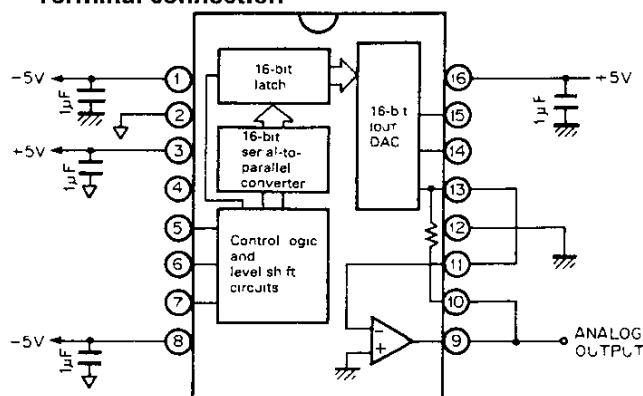 Terminal connection
-5V
1μF
1
2
+5V
1μF
3
4
5
6
7
-5V
1μF
8
16-bit
latch
16-bit
serial-to-
parallel
converter
Control logic
and
level shift
circuits
16-bit
IOUT
DAC
-
+
16
+5V
1μF
15
14
13
12
11
10
9
ANALOG
OUTPUT